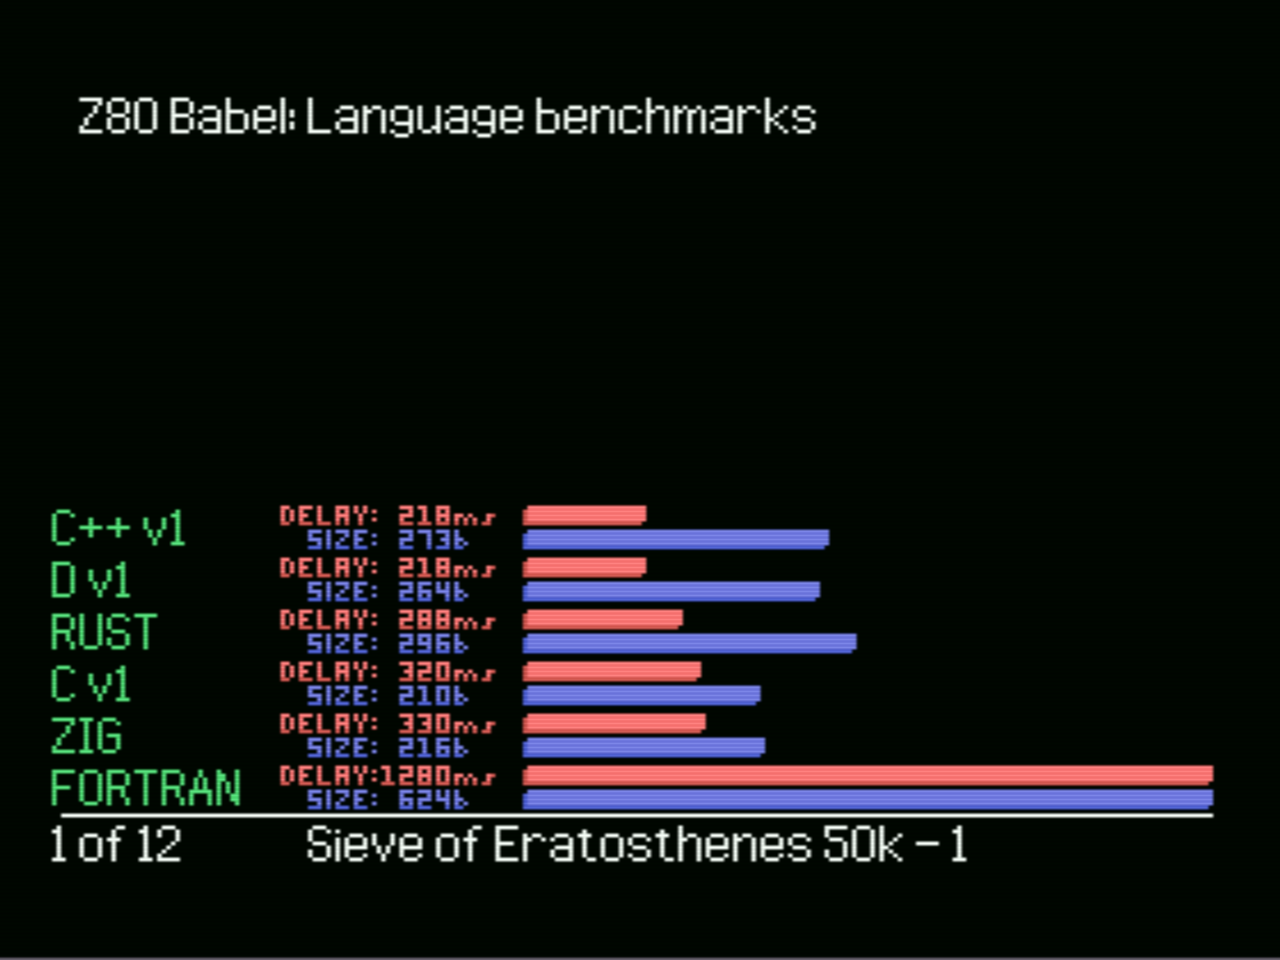 Z80 Babel: Language benchmarks
C++ v1 DELAY: 218ms
SIZE: 273b
D v1 DELAY: 218ms
SIZE: 264b
RUST DELAY: 288ms
SIZE: 296b
C v1 DELAY: 320ms
SIZE: 210b
ZIG DELAY: 330ms
SIZE: 216b
FORTRAN DELAY:1280ms
SIZE: 624b
1 of 12 Sieve of Eratosthenes 50k - 1